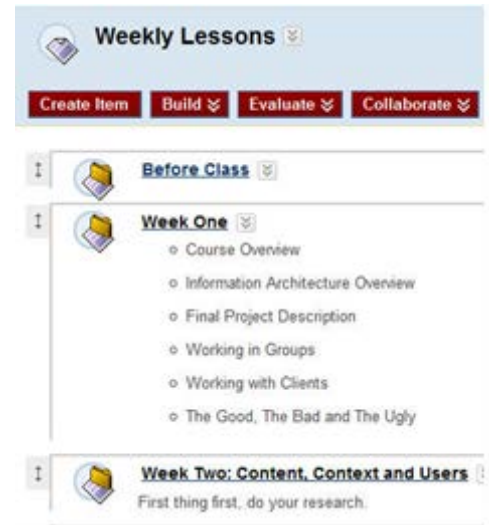 Weekly Lessons
Create Item Build Evaluate Collaborate
Before Class
Week One
Course Overview
Information Architecture Overview
Final Project Description
Working in Groups
Working with Clients
The Good, The Bad and The Ugly
Week Two: Content, Context and Users
First thing first, do your research.